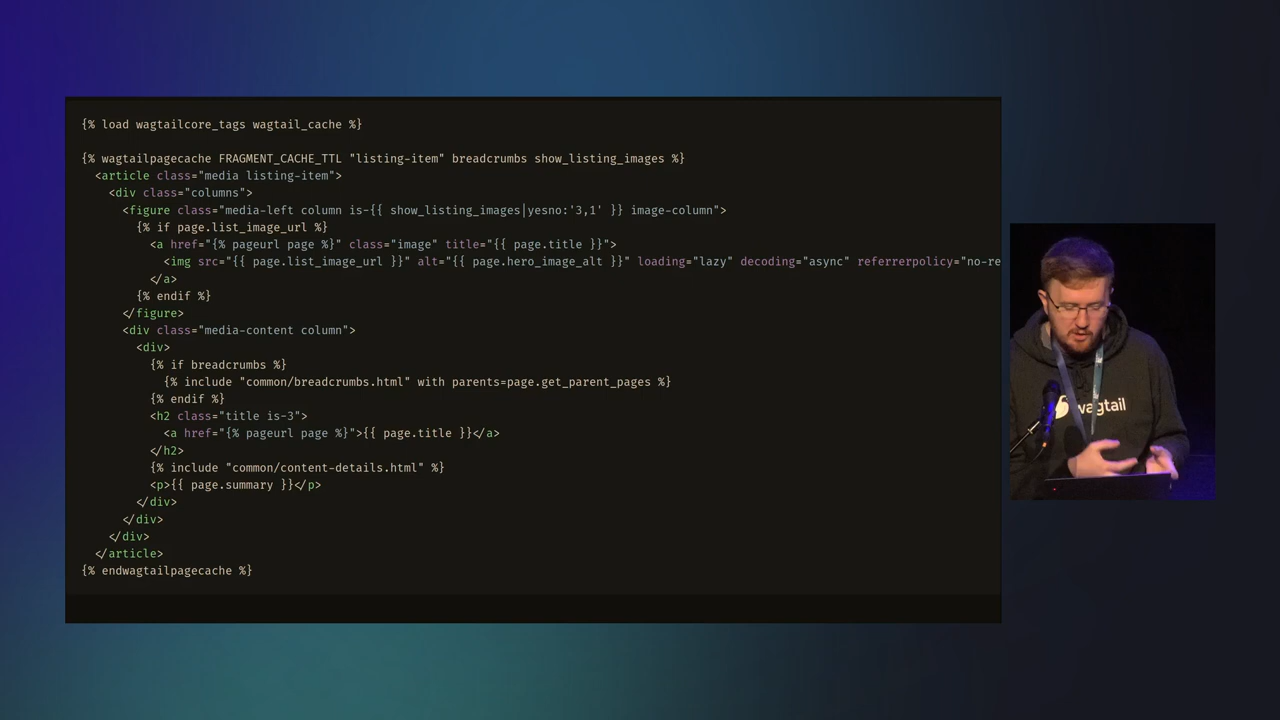 {% load wagtailcore_tags wagtail_cache %}
{% wagtailpagecache FRAGMENT_CACHE_TTL "listing-item" breadcrumbs show_listing_images %}
<article class="media listing-item">
<div class="columns">
<figure class="media-left column is-{{ show_listing_images|yesno:'3,1' }} image-column">
{% if page.list_image_url %}
<a href="{% pageurl page %}" class="image" title="{{ page.title }}">
<img src="{{ page.list_image_url }}" alt="{{ page.hero_image_alt }}" loading="lazy" decoding="async" referrerpolicy="no-re
</a>
{% endif %}
</figure>
<div class="media-content column">
<div>
{% if breadcrumbs %}
{% include "common/breadcrumbs.html" with parents=page.get_parent_pages %}
{% endif %}
<h2 class="title is-3">
<a href="{% pageurl page %}">{{ page.title }}</a>
</h2>
{% include "common/content-details.html" %}
<p>{{ page.summary }}</p>
</div>
</div>
</div>
</article>
{% endwagtailpagecache %}
wagtail